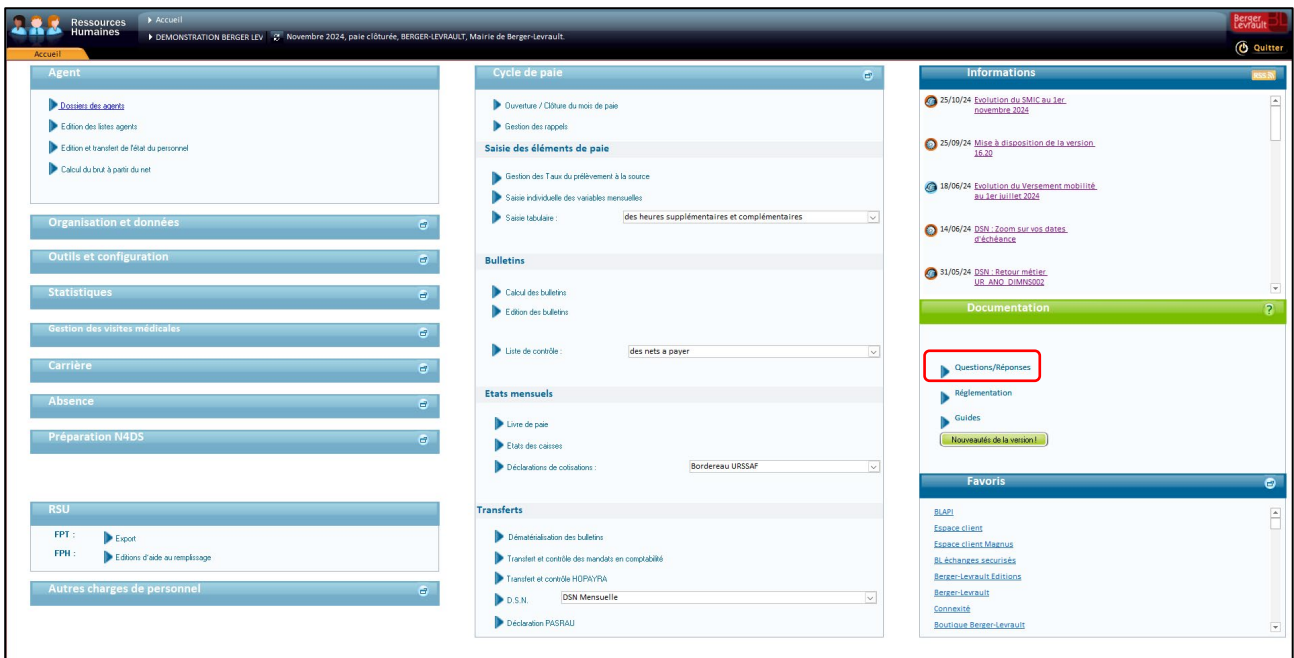 Ressources
Humaines
Accueil
DEMONSTRATION BERGER LEV
Novembre 2024, paie clôturée, BERGER-LEVRAULT, Mairie de Berger-Levrault.
Berger
Levrault
BL
Quitter
Accueil
Agent
Dossiers des agents
Edition des listes agents
Edition et transfert de l'état du personnel
Calcul du brut à partir du net
Organisation et données
Outils et configuration
Statistiques
Gestion des visites médicales
Carrière
Absence
Préparation N4DS
RSU
FPT :
Export
FPH :
Editions d'aide au remplissage
Autres charges de personnel
Cycle de paie
Ouverture / Clôture du mois de paie
Gestion des rappels
Saisie des éléments de paie
Gestion des Taux du prélèvement à la source
Saisie individuelle des variables mensuelles
Saisie tabulaire :
des heures supplémentaires et complémentaires
Bulletins
Calcul des bulletins
Edition des bulletins
Liste de contrôle :
des nets a payer
Etats mensuels
Livre de paie
Etats des caisses
Déclarations de cotisations :
Bordereau URSSAF
Transferts
Dématérialisation des bulletins
Transfert et contrôle des mandats en comptabilité
Transfert et contrôle HOPAYRA
D.S.N.
DSN Mensuelle
Déclaration PASRAU
Informations
RSS
25/10/24 Evolution du SMIC au 1er
novembre 2024
25/09/24 Mise à disposition de la version
16.20
18/06/24 Evolution du Versement mobilité
au 1er juillet 2024
14/06/24 DSN : Zoom sur vos dates
d'échéance
31/05/24 DSN : Retour métier
UR_ANO_DIMNS002
Documentation
?
Questions/Réponses
Réglementation
Guides
Nouveautés de la version !
Favoris
BLAPI
Espace client
Espace client Magnus
BL échanges securisés
Berger-Levrault Editions
Berger-Levrault
Connexité
Boutique Berger-Levrault